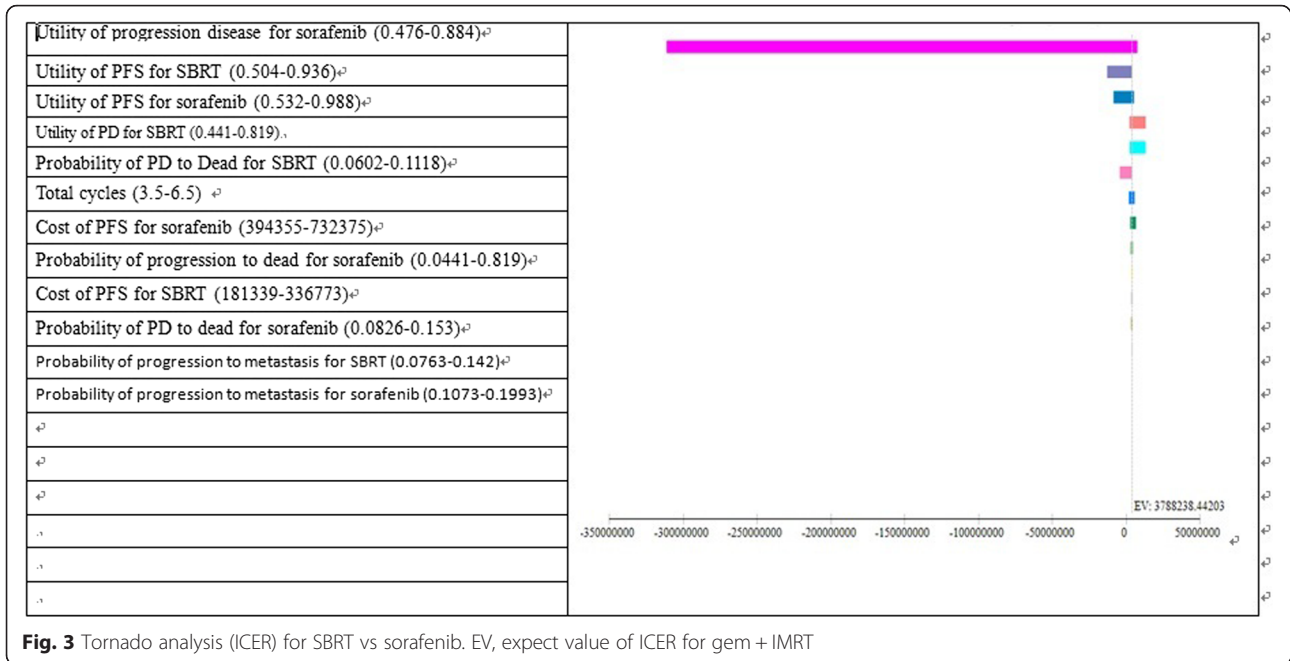 Utility of progression disease for sorafenib (0.476-0.884)↵
Utility of PFS for SBRT (0.504-0.936)↵
Utility of PFS for sorafenib (0.532-0.988)↵
Utility of PD for SBRT (0.441-0.819)
Probability of PD to Dead for SBRT (0.0602-0.1118)↵
Total cycles (3.5-6.5) ↵
Cost of PFS for sorafenib (394355-732375)↵
Probability of progression to dead for sorafenib (0.0441-0.819)↵
Cost of PFS for SBRT (181339-336773)↵
Probability of PD to dead for sorafenib (0.0826-0.153)↵
Probability of progression to metastasis for SBRT (0.0763-0.142)↵
Probability of progression to metastasis for sorafenib (0.1073-0.1993)↵
EV: 3788238.44203
-350000000 -300000000 -250000000 -200000000 -150000000 -100000000 -50000000 0 50000000
Fig. 3 Tornado analysis (ICER) for SBRT vs sorafenib. EV, expect value of ICER for gem + IMRT